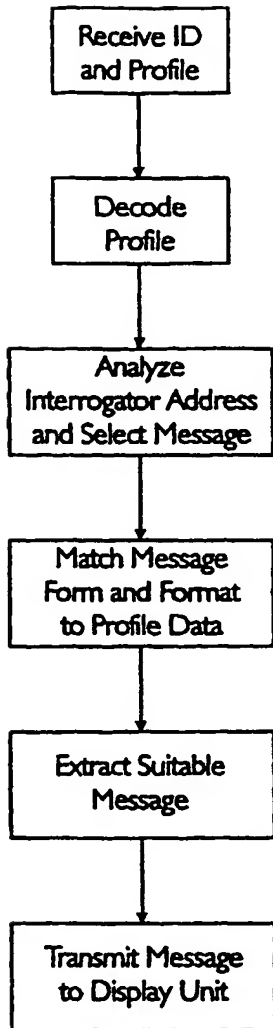 Receive ID
and Profile
Decode
Profile
Analyze
Interrogator Address
and Select Message
Match Message
Form and Format
to Profile Data
Extract Suitable
Message
Transmit Message
to Display Unit